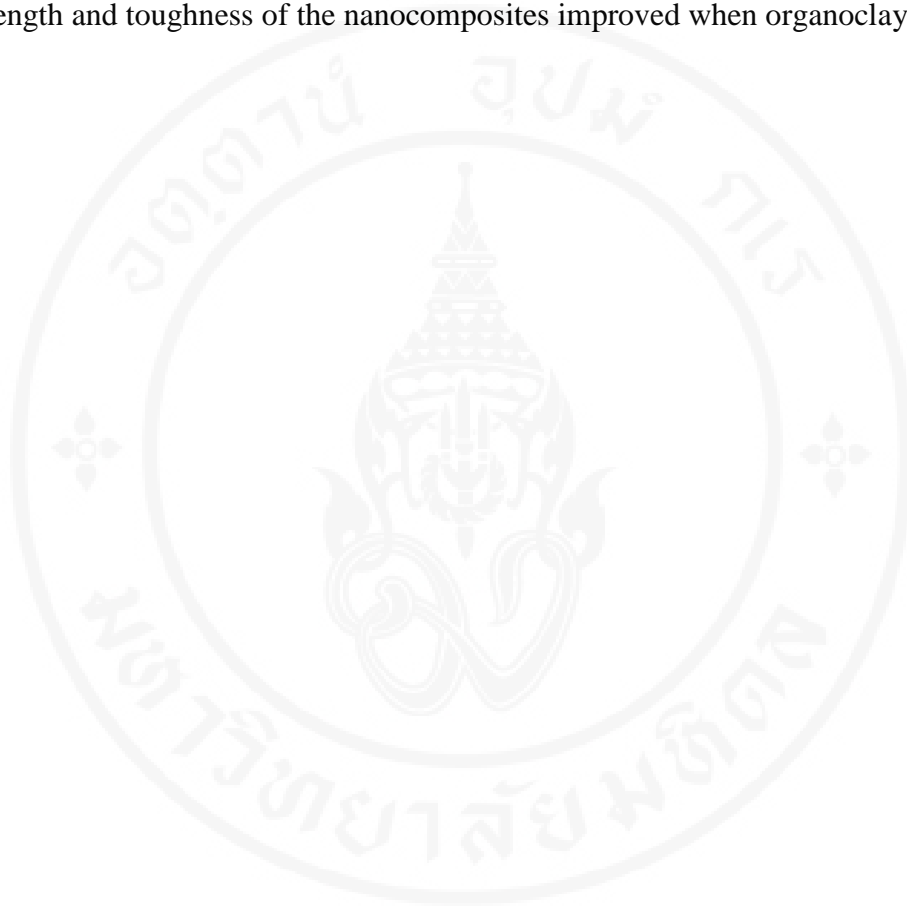 ength and toughness of the nanocomposites improved when organoclay
อตฺตานํ อุปมํ กเร
มหาวิทยาลัยมหิดล